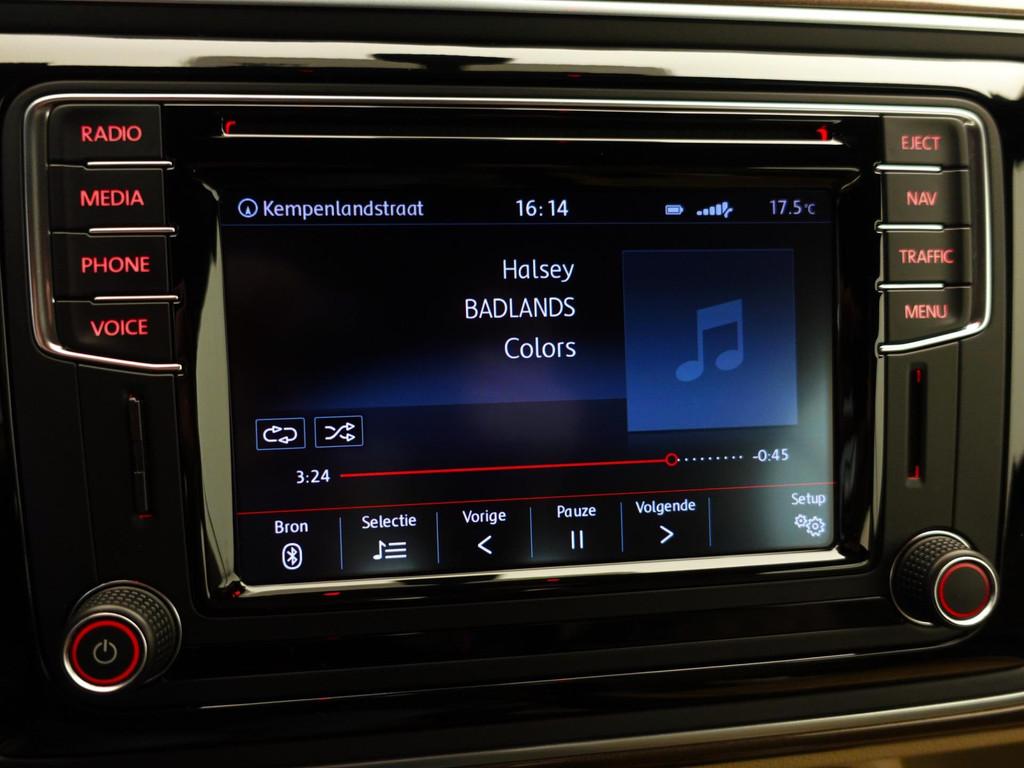 RADIO
MEDIA
PHONE
VOICE
Kempenlandstraat 16:14 17.5°C
Halsey
BADLANDS
Colors
3:24 -0:45
Bron Selectie Vorige Pauze Volgende Setup
EJECT
NAV
TRAFFIC
MENU